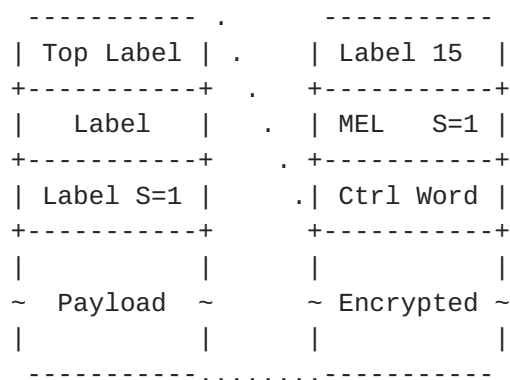 ----------- .      -----------
| Top Label | .    | Label 15  |
+-----------+  .   +-----------+
|   Label   |   .  | MEL   S=1 |
+-----------+    . +-----------+
| Label S=1 |     .| Ctrl Word |
+-----------+      +-----------+
|           |      |           |
~  Payload  ~      ~ Encrypted ~
|           |      |           |
 -----------........-----------